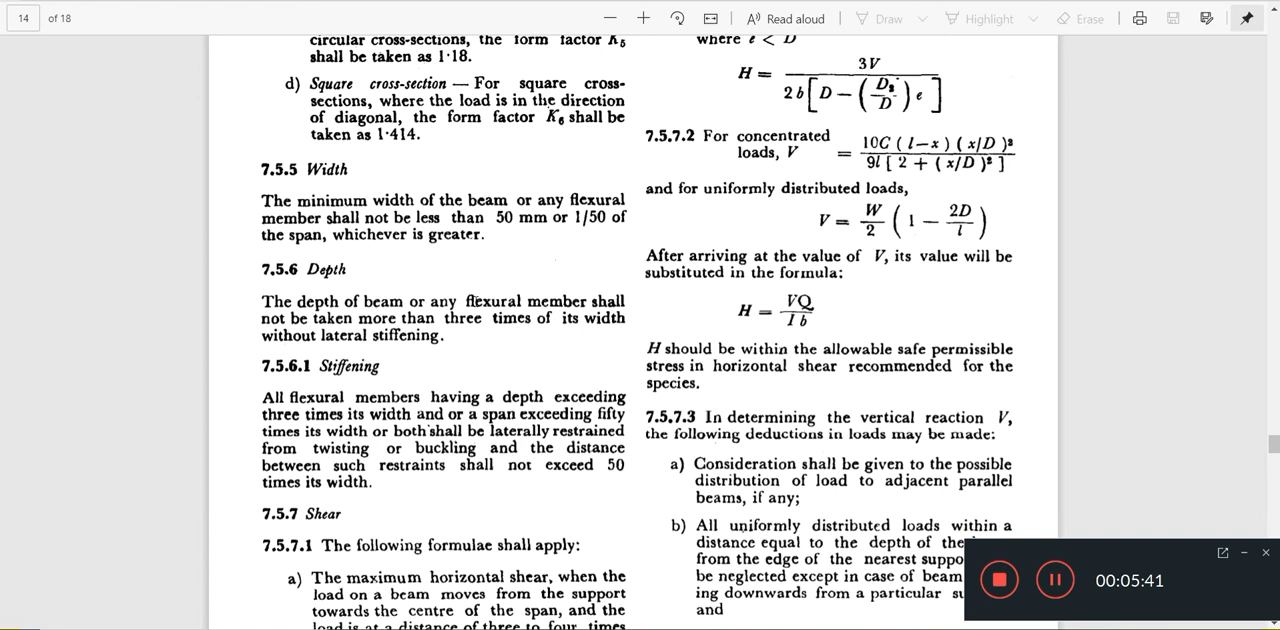 14 of 18
Read aloud
Draw
Highlight
Erase
circular cross-sections, the form factor K5
shall be taken as 1·18.
d) Square cross-section — For square cross-
sections, where the load is in the direction
of diagonal, the form factor K6 shall be
taken as 1·414.
7.5.5 Width
The minimum width of the beam or any flexural
member shall not be less than 50 mm or 1/50 of
the span, whichever is greater.
7.5.6 Depth
The depth of beam or any flexural member shall
not be taken more than three times of its width
without lateral stiffening.
7.5.6.1 Stiffening
All flexural members having a depth exceeding
three times its width and or a span exceeding fifty
times its width or both shall be laterally restrained
from twisting or buckling and the distance
between such restraints shall not exceed 50
times its width.
7.5.7 Shear
7.5.7.1 The following formulae shall apply:
a) The maximum horizontal shear, when the
load on a beam moves from the support
towards the centre of the span, and the
load is at a distance of three to four times
where e < D
H = 3V
2 b [ D — ( D2 / D ) e ]
7.5.7.2 For concentrated
loads, V = 10C ( l—x ) ( x/D )²
9l [ 2 + ( x/D )² ]
and for uniformly distributed loads,
V = W/2 ( 1 — 2D/l )
After arriving at the value of V, its value will be
substituted in the formula:
H = VQ
I b
H should be within the allowable safe permissible
stress in horizontal shear recommended for the
species.
7.5.7.3 In determining the vertical reaction V,
the following deductions in loads may be made:
a) Consideration shall be given to the possible
distribution of load to adjacent parallel
beams, if any;
b) All uniformly distributed loads within a
distance equal to the depth of the
from the edge of the nearest suppo
be neglected except in case of beam
ing downwards from a particular su
and
00:05:41